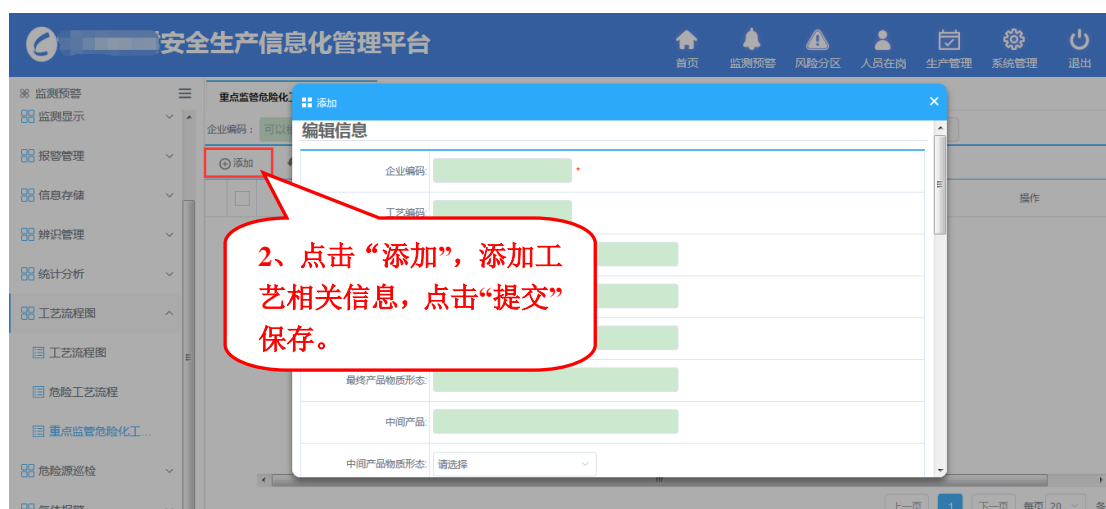 安全生产信息化管理平台
首页
监测预警
风险分区
人员在岗
生产管理
系统管理
退出
监测预警
监测显示
报警管理
信息存储
辨识管理
统计分析
工艺流程图
工艺流程图
危险工艺流程
重点监管危险化工...
危险源巡检
重点监管危险化工
企业编码：
可以
添加
操作
添加
编辑信息
企业编码:
*
工艺编码:
最终产品物质形态:
中间产品:
中间产品物质形态:
请选择
2、点击“添加”，添加工
艺相关信息，点击“提交”
保存。
上一页
1
下一页
每页
20
条